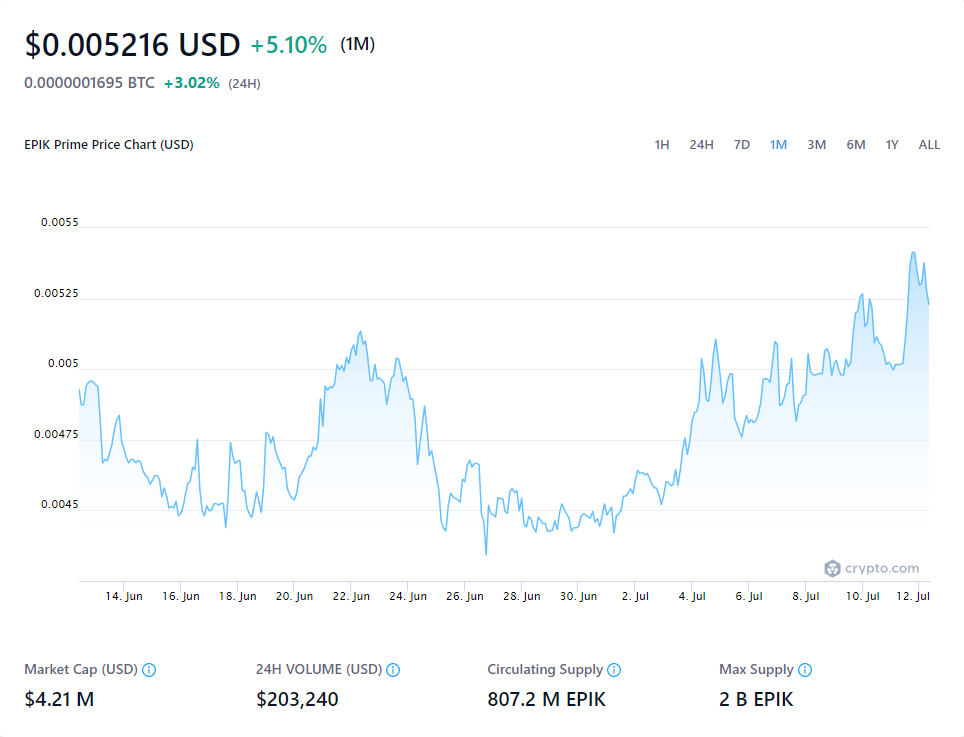 $0.005216 USD +5.10% (1M)
0.0000001695 BTC +3.02% (24H)
EPIK Prime Price Chart (USD) 1H 24H 7D 1M 3M 6M 1Y ALL
0.0055
0.00525
0.005
0.00475
0.0045
crypto.com
14. Jun 16. Jun 18. Jun 20. Jun 22. Jun 24. Jun 26. Jun 28. Jun 30. Jun 2. Jul 4. Jul 6. Jul 8. Jul 10. Jul 12. Jul
Market Cap (USD) 24H VOLUME (USD) Circulating Supply Max Supply
$4.21 M $203,240 807.2 M EPIK 2 B EPIK